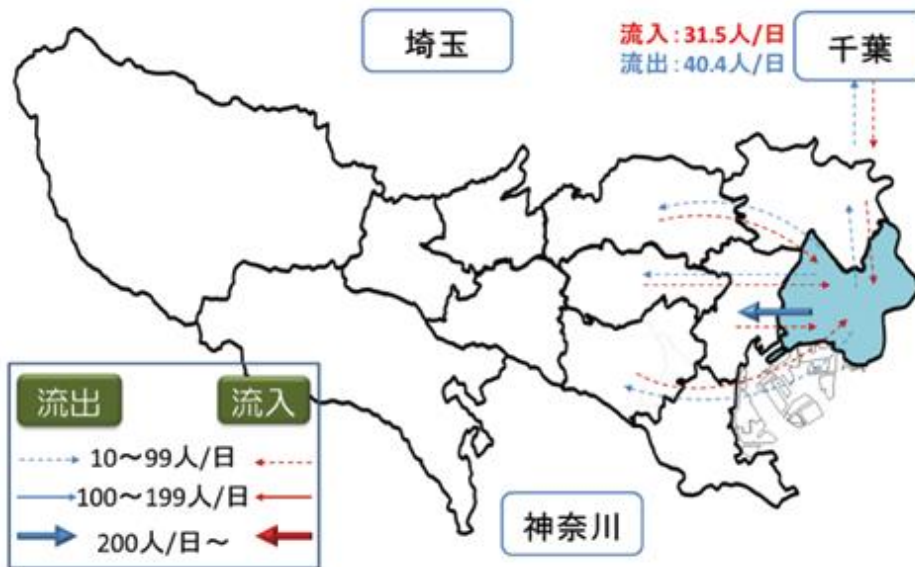 埼玉
流入:31.5人/日
流出:40.4人/日
千葉
流出
流入
10～99人/日
100～199人/日
200人/日～
神奈川